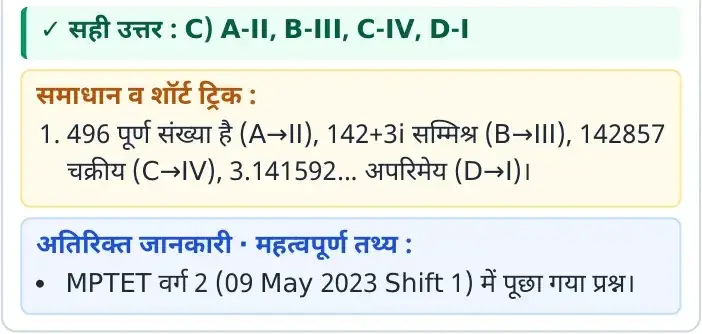 ✓ सही उत्तर : C) A-II, B-III, C-IV, D-I
समाधान व शॉर्ट ट्रिक :
1. 496 पूर्ण संख्या है (A→II), 142+3i सम्मिश्र (B→III), 142857
चक्रीय (C→IV), 3.141592... अपरिमेय (D→I)।
अतिरिक्त जानकारी · महत्वपूर्ण तथ्य :
• MPTET वर्ग 2 (09 May 2023 Shift 1) में पूछा गया प्रश्न।